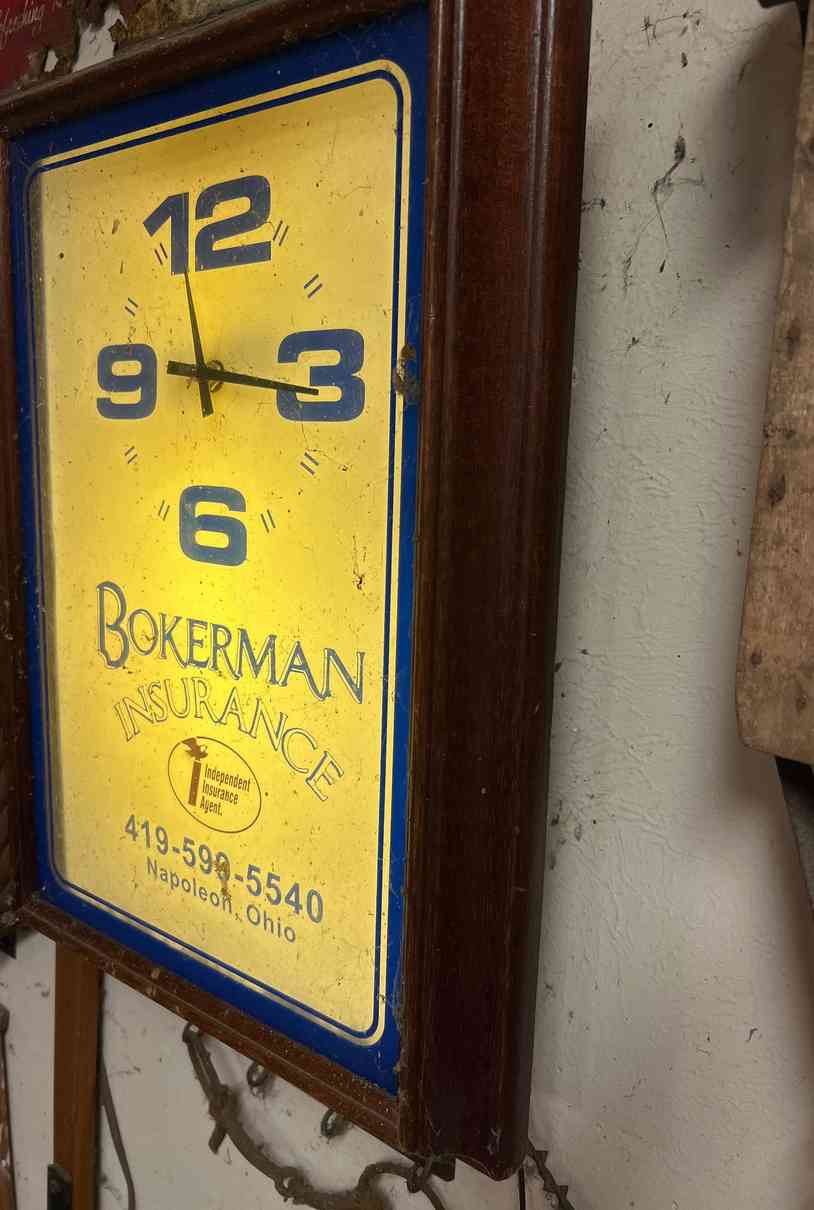 12
9 3
6
BOKERMAN
INSURANCE
Independent
Insurance
Agent.
419-599-5540
Napoleon, Ohio